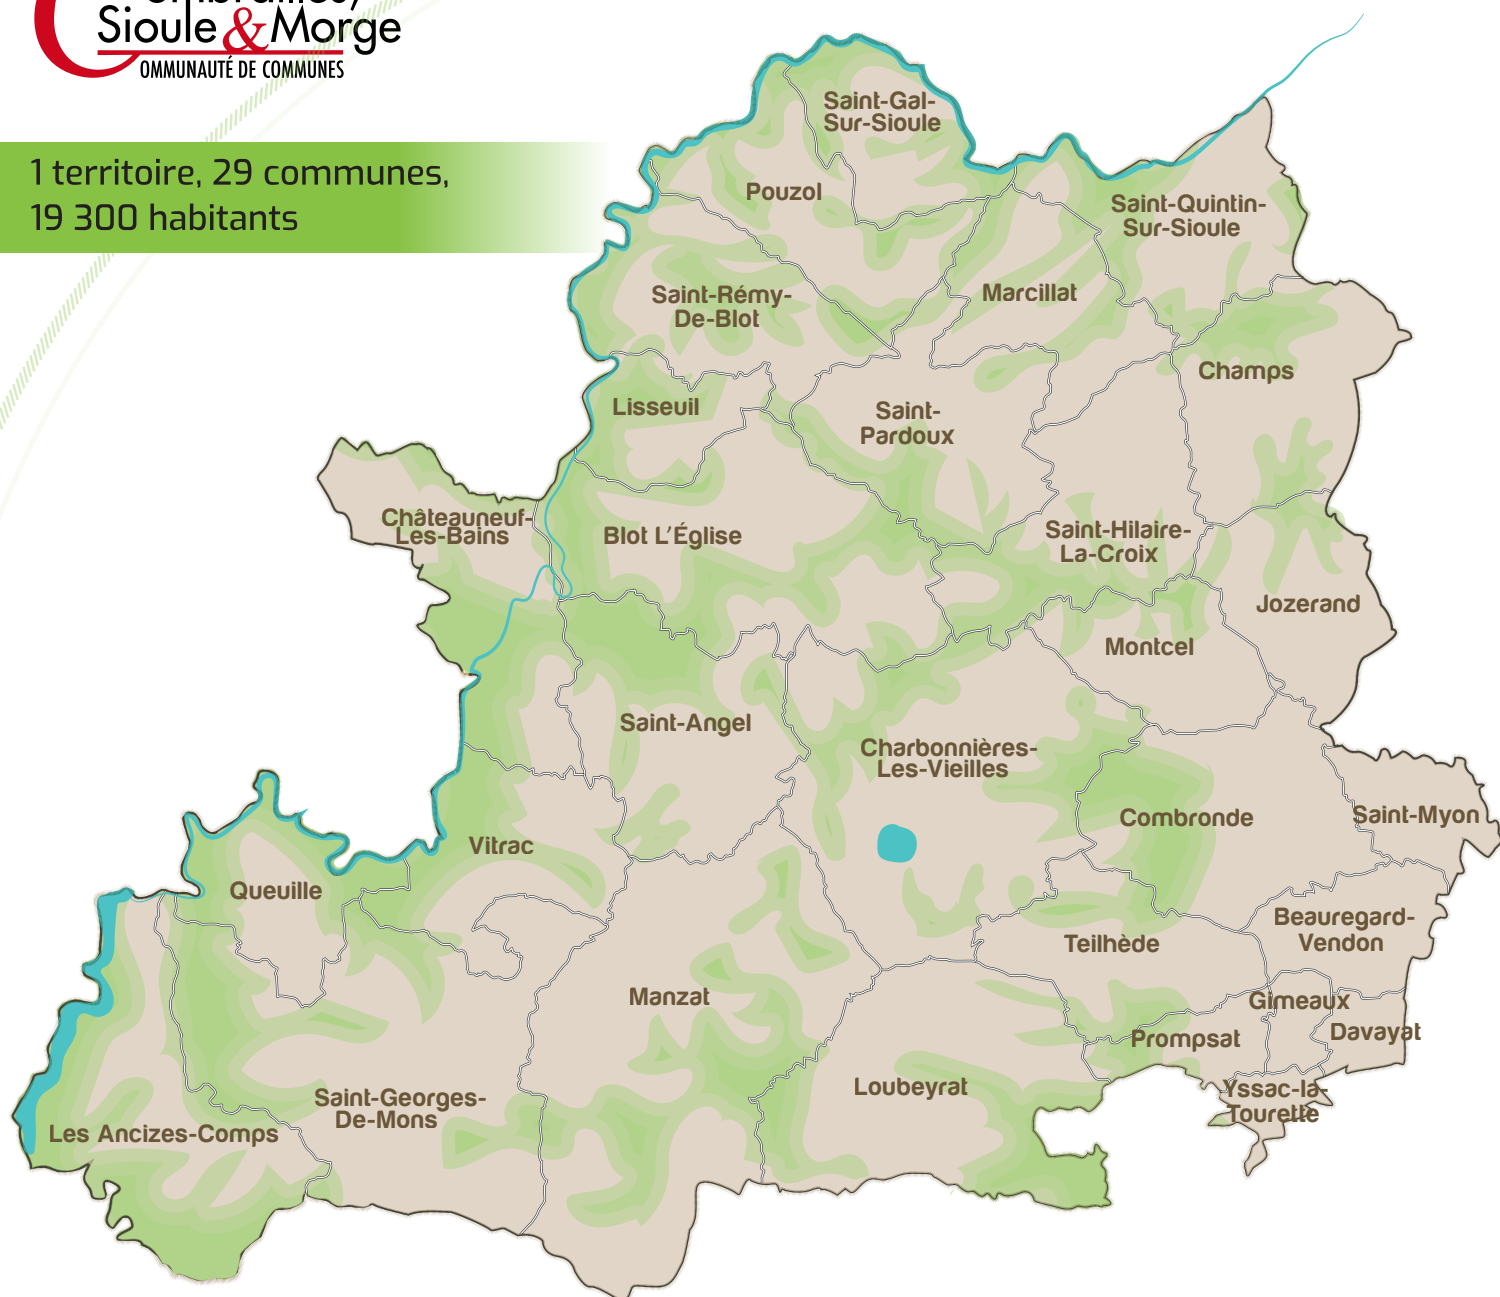 Sioule & Morge
OMMUNAUTÉ DE COMMUNES
1 territoire, 29 communes,
19 300 habitants
Saint-Gal-
Sur-Sioule
Pouzol
Saint-Quintin-
Sur-Sioule
Saint-Rémy-
De-Blot
Marcillat
Champs
Lisseuil
Saint-
Pardoux
Châteauneuf-
Les-Bains
Blot L'Église
Saint-Hilaire-
La-Croix
Jozerand
Montcel
Saint-Angel
Charbonnières-
Les-Vieilles
Combronde
Saint-Myon
Vitrac
Queuille
Beauregard-
Vendon
Teilhède
Manzat
Gimeaux
Prompsat
Davayat
Loubeyrat
Yssac-la-
Tourette
Saint-Georges-
De-Mons
Les Ancizes-Comps